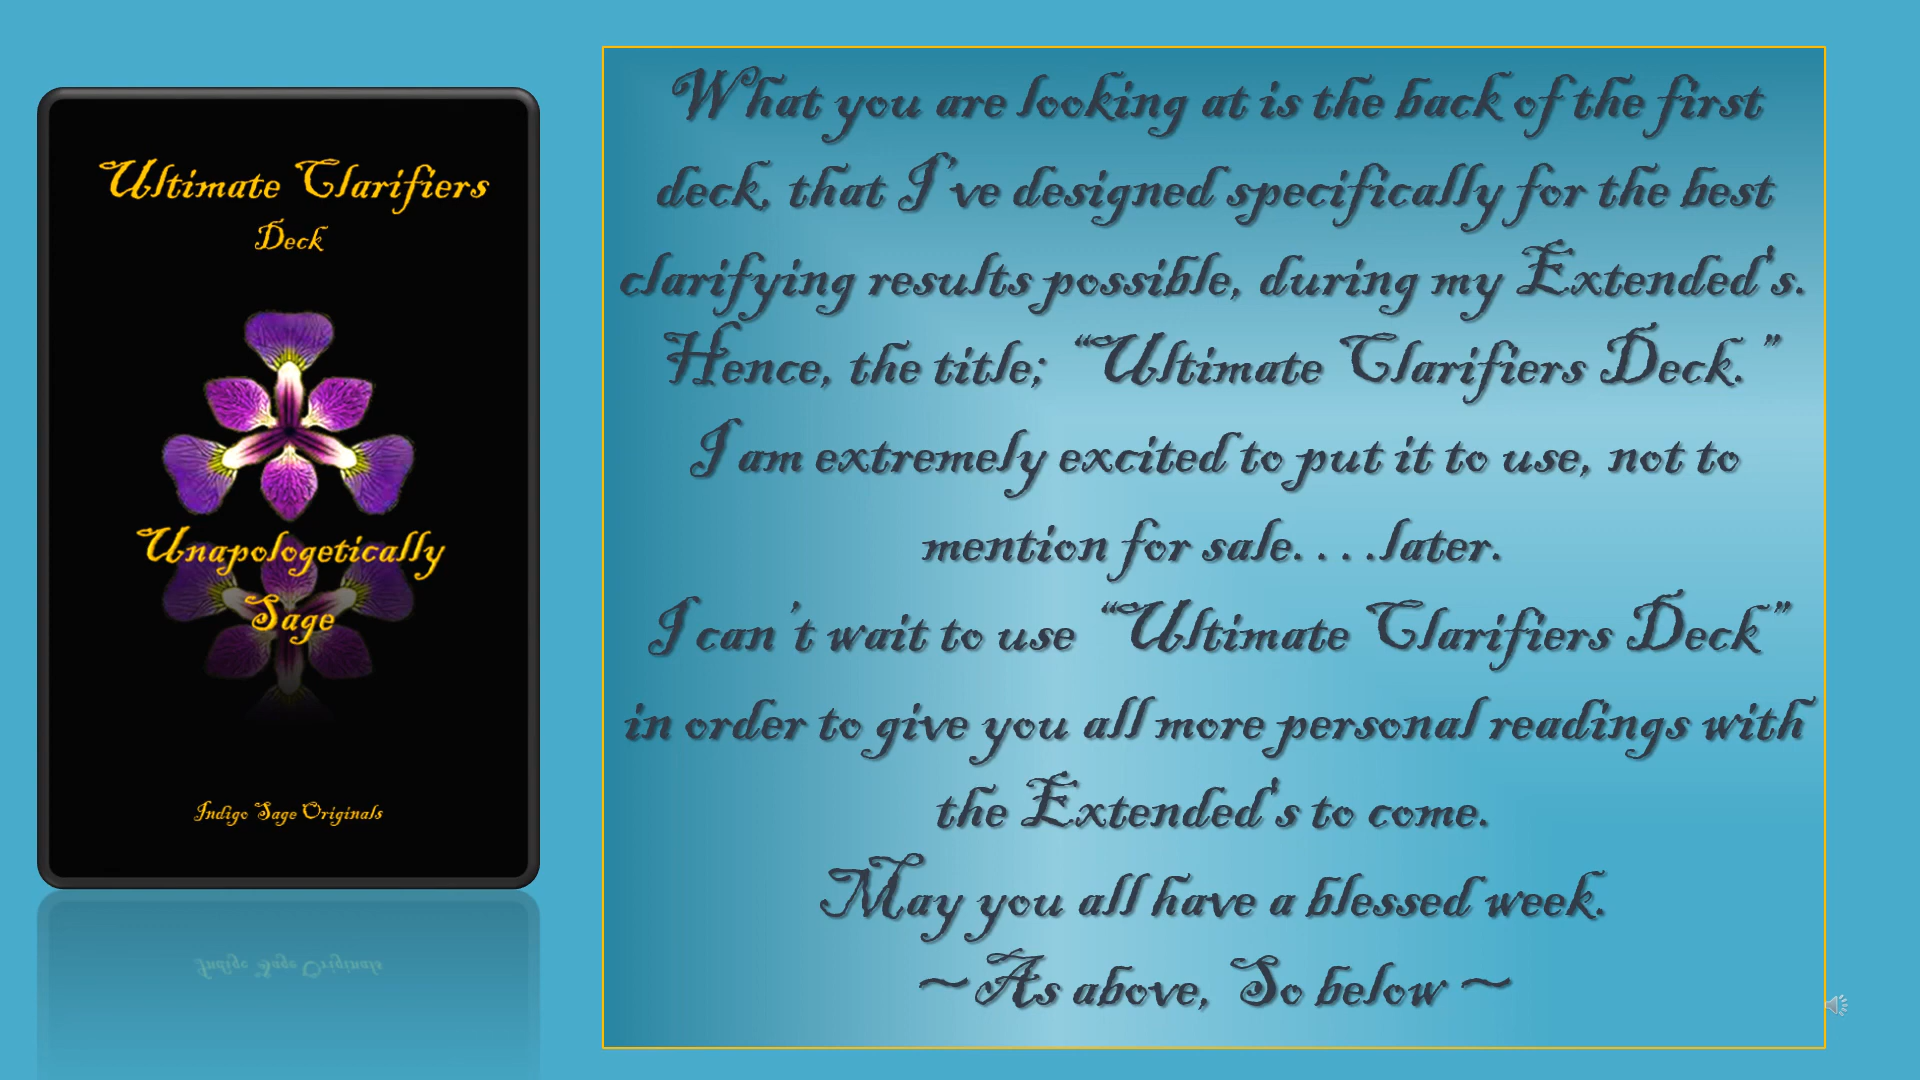 Ultimate Clarifiers
Deck
Unapologetically
Sage
Indigo Sage Originals
Indigo Sage Originals
What you are looking at is the back of the first
deck, that I've designed specifically for the best
clarifying results possible, during my Extended's.
Hence, the title; “Ultimate Clarifiers Deck.”
I am extremely excited to put it to use, not to
mention for sale. . . .later.
I can't wait to use “Ultimate Clarifiers Deck”
in order to give you all more personal readings with
the Extended's to come.
May you all have a blessed week.
~As above, So below ~